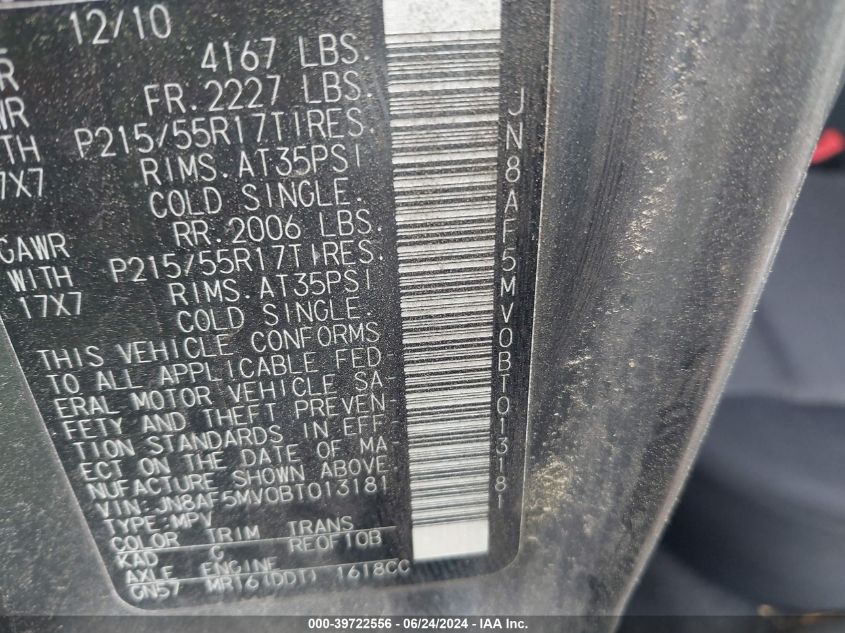 12/10
4167 LBS.
FR. 2227 LBS.
P215/55R17TIRES.
WITH RIMS. AT35PSI
17X7 COLD SINGLE.
GAWR RR. 2006 LBS.
WITH P215/55R17TIRES.
17X7 RIMS. AT35PSI
COLD SINGLE.
THIS VEHICLE CONFORMS
TO ALL APPLICABLE FED
ERAL MOTOR VEHICLE SA-
FETY AND THEFT PREVEN
TION STANDARDS IN EFF
ECT ON THE DATE OF MA-
NUFACTURE SHOWN ABOVE.
VIN:JN8AF5MV0BT013181
TYPE:MPV
COLOR TRIM TRANS
KAD G RE0F10B
AXLE ENGINE
GN57 MR16(DDT) 1618CC
JN8AF5MV0BT013181
000-39722556 - 06/24/2024 - IAA Inc.